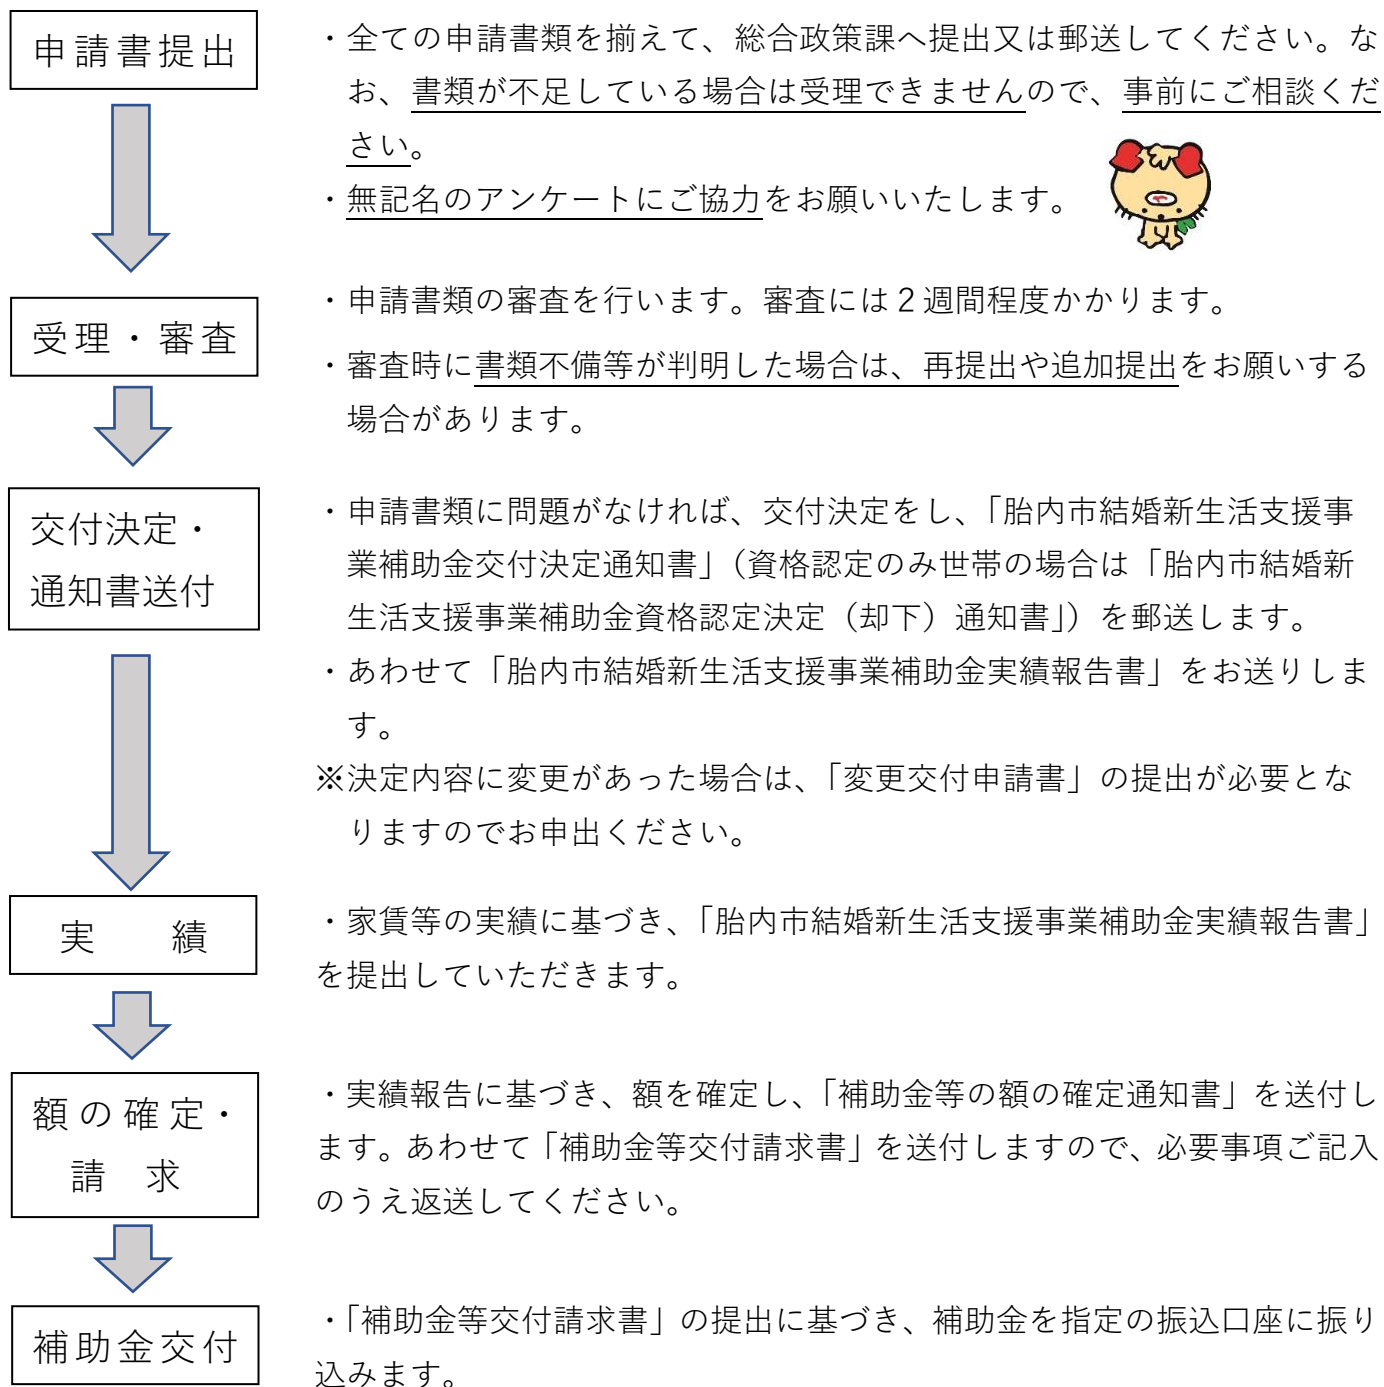 申請書提出
・全ての申請書類を揃えて、総合政策課へ提出又は郵送してください。な
お、書類が不足している場合は受理できませんので、事前にご相談くだ
さい。
・無記名のアンケートにご協力をお願いいたします。
受理・審査
・申請書類の審査を行います。審査には２週間程度かかります。
・審査時に書類不備等が判明した場合は、再提出や追加提出をお願いする
場合があります。
交付決定・
通知書送付
・申請書類に問題がなければ、交付決定をし、「胎内市結婚新生活支援事
業補助金交付決定通知書」（資格認定のみ世帯の場合は「胎内市結婚新
生活支援事業補助金資格認定決定（却下）通知書」）を郵送します。
・あわせて「胎内市結婚新生活支援事業補助金実績報告書」をお送りしま
す。
※決定内容に変更があった場合は、「変更交付申請書」の提出が必要とな
りますのでお申出ください。
実　績
・家賃等の実績に基づき、「胎内市結婚新生活支援事業補助金実績報告書」
を提出していただきます。
額の確定・
請　求
・実績報告に基づき、額を確定し、「補助金等の額の確定通知書」を送付し
ます。あわせて「補助金等交付請求書」を送付しますので、必要事項ご記入
のうえ返送してください。
補助金交付
・「補助金等交付請求書」の提出に基づき、補助金を指定の振込口座に振り
込みます。